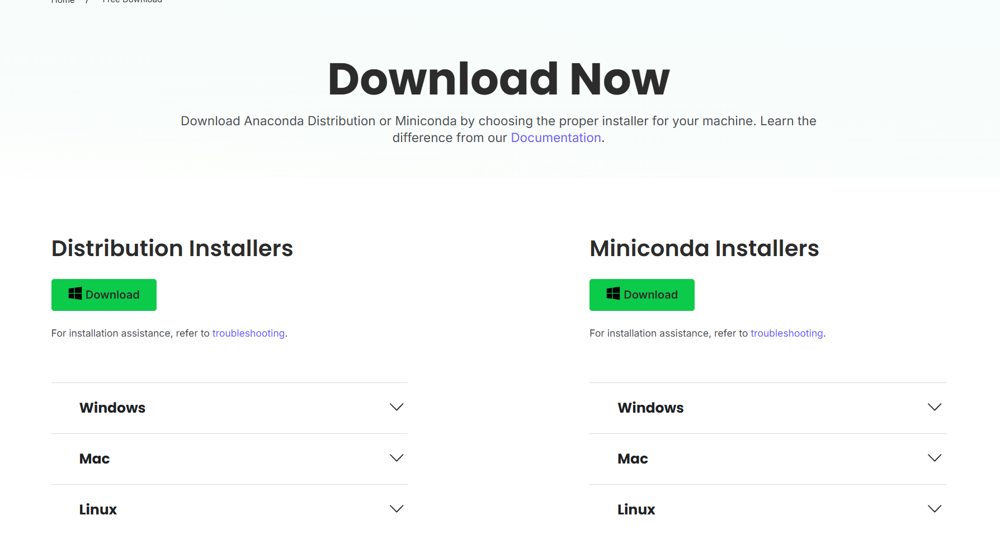 Home / Free Download
Download Now
Download Anaconda Distribution or Miniconda by choosing the proper installer for your machine. Learn the
difference from our Documentation.
Distribution Installers
Download
For installation assistance, refer to troubleshooting.
Windows
Mac
Linux
Miniconda Installers
Download
For installation assistance, refer to troubleshooting.
Windows
Mac
Linux